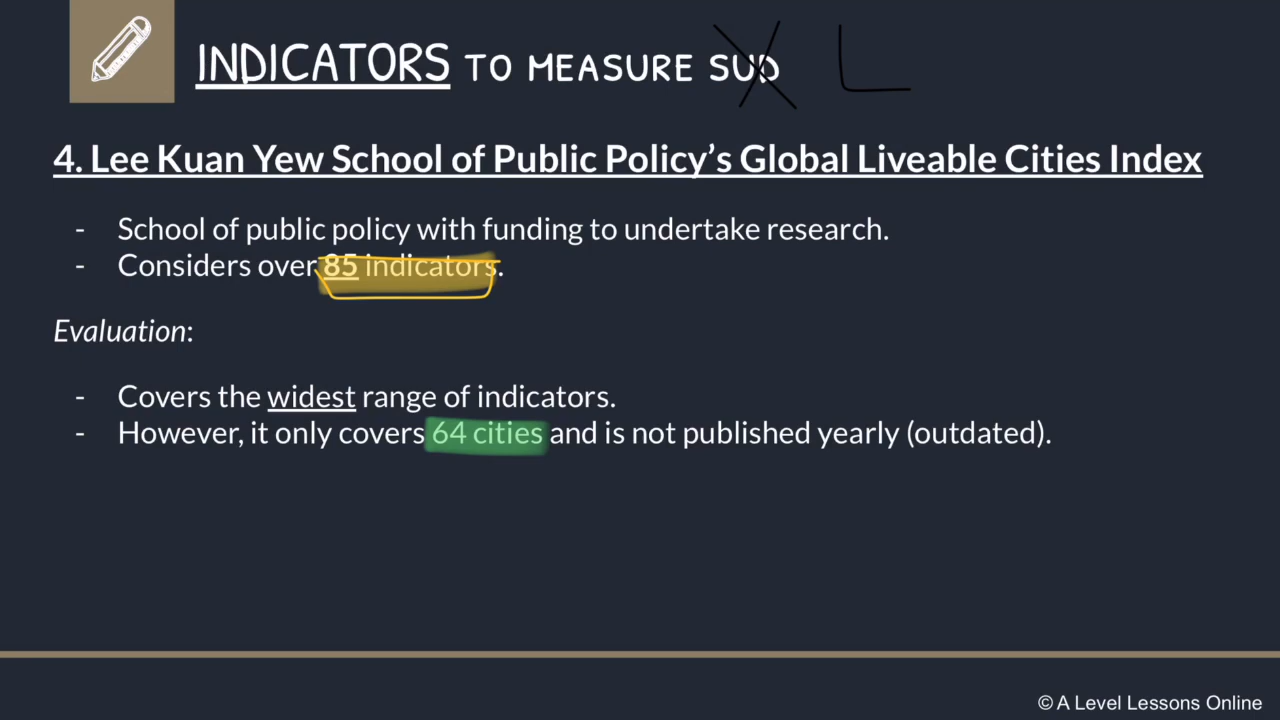 INDICATORS TO MEASURE SUD L
4. Lee Kuan Yew School of Public Policy’s Global Liveable Cities Index
- School of public policy with funding to undertake research.
- Considers over 85 indicators.
Evaluation:
- Covers the widest range of indicators.
- However, it only covers 64 cities and is not published yearly (outdated).
© A Level Lessons Online